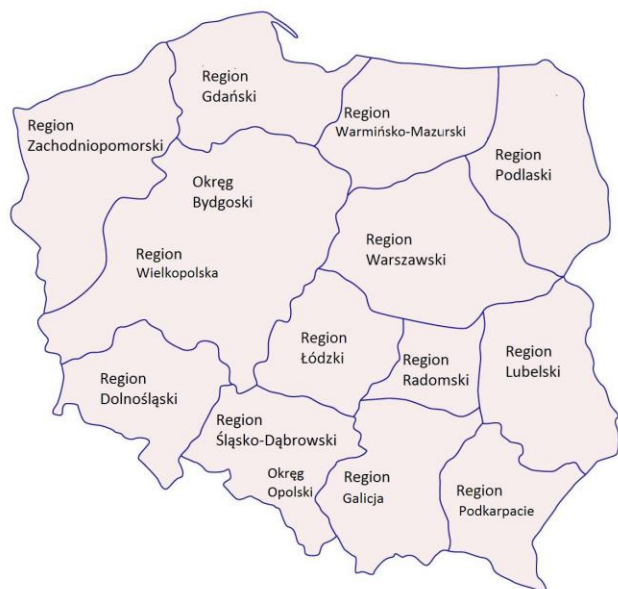 Region
Gdański
Region
Zachodniopomorski
Region
Warmińsko-Mazurski
Region
Podlaski
Okręg
Bydgoski
Region
Wielkopolska
Region
Warszawski
Region
Łódzki
Region
Radomski
Region
Lubelski
Region
Dolnośląski
Region
Śląsko-Dąbrowski
Okręg
Opolski
Region
Galicja
Region
Podkarpacie